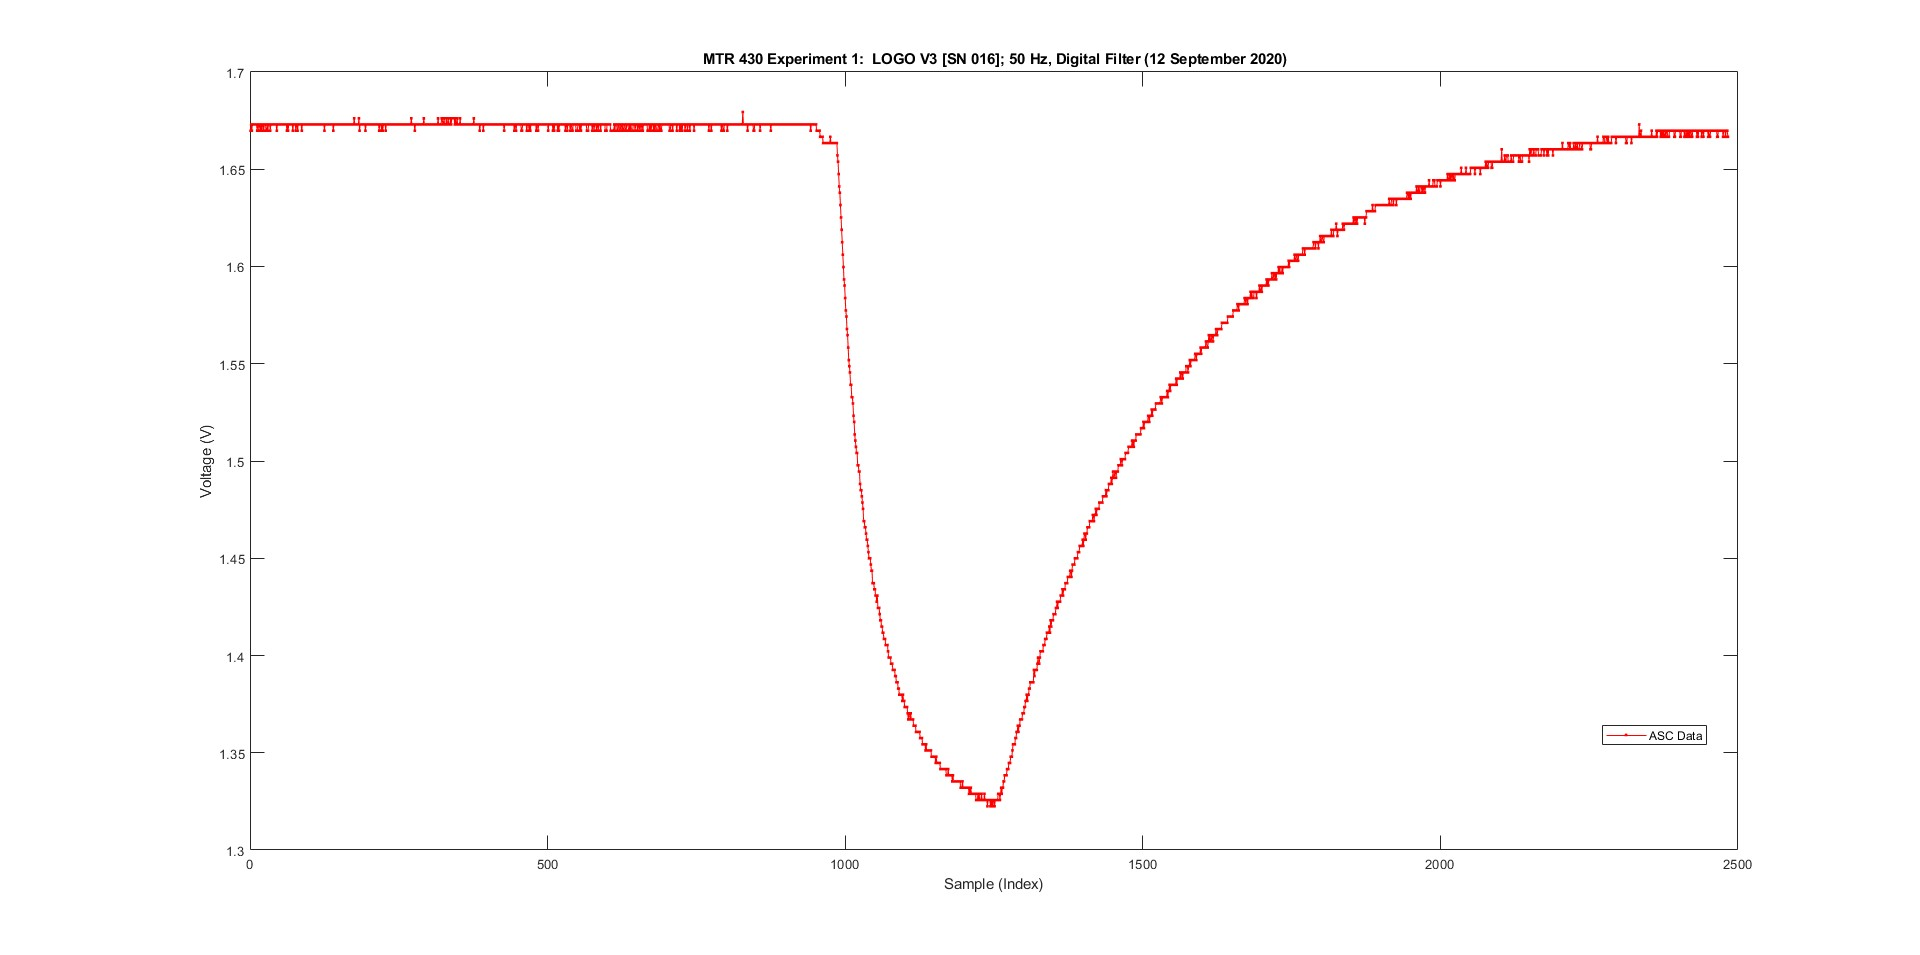 MTR 430 Experiment 1:  LOGO V3 [SN 016]; 50 Hz, Digital Filter (12 September 2020)
1.7
1.65
1.6
1.55
1.5
1.45
1.4
1.35
1.3
Voltage (V)
ASC Data
0 500 1000 1500 2000 2500
Sample (Index)